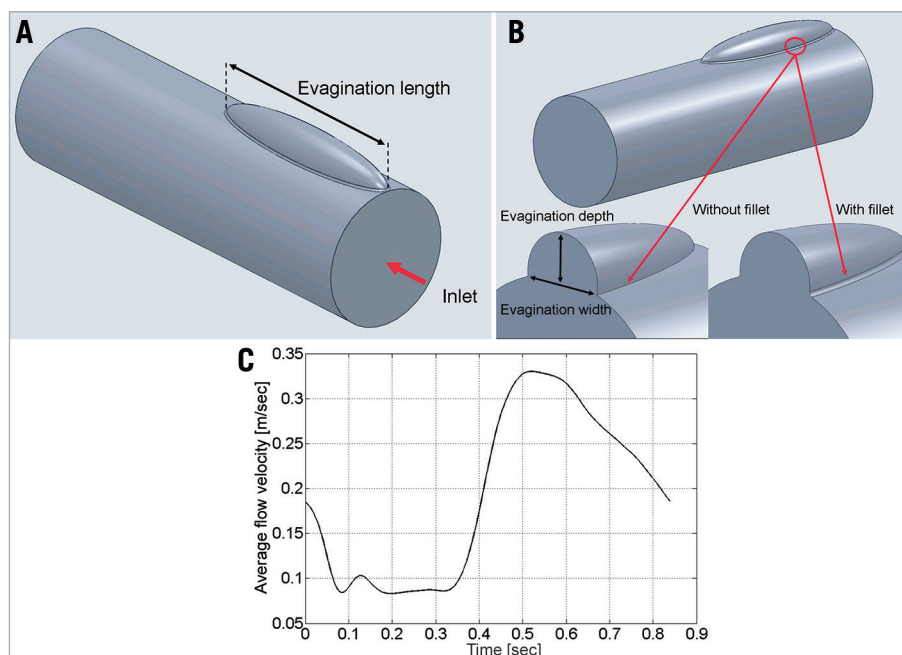 A
Evagination length
Inlet
B
Without fillet
With fillet
Evagination depth
Evagination width
C
Average flow velocity [m/sec]
0.35
0.3
0.25
0.2
0.15
0.1
0.05
0 0.1 0.2 0.3 0.4 0.5 0.6 0.7 0.8 0.9
Time [sec]